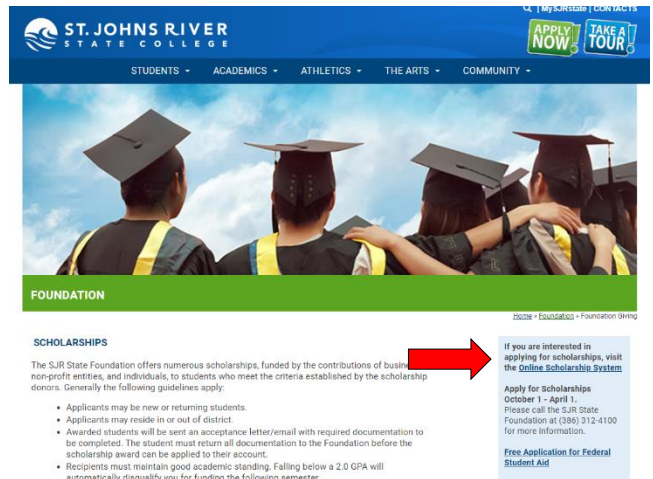 | MySJRstate | CONTACTS
ST. JOHNS RIVER
STATE COLLEGE
APPLY
NOW!
TAKE A
TOUR!
STUDENTS
ACADEMICS
ATHLETICS
THE ARTS
COMMUNITY
FOUNDATION
Home » Foundation » Foundation Giving
SCHOLARSHIPS
The SJR State Foundation offers numerous scholarships, funded by the contributions of
non-profit entities, and individuals, to students who meet the criteria established by the scholarship
donors. Generally the following guidelines apply:
• Applicants may be new or returning students.
• Applicants may reside in or out of district.
• Awarded students will be sent an acceptance letter/email with required documentation to
be completed. The student must return all documentation to the Foundation before the
scholarship award can be applied to their account.
• Recipients must maintain good academic standing. Falling below a 2.0 GPA will
automatically disqualify you for funding the following semester.
If you are interested in
applying for scholarships, visit
the Online Scholarship System
Apply for Scholarships
October 1 - April 1.
Please call the SJR State
Foundation at (386) 312-4100
for more information.
Free Application for Federal
Student Aid